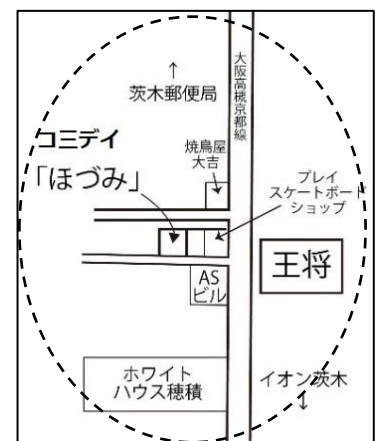 ↑
茨木郵便局
大阪高槻京都線
コミデイ
「ほづみ」
焼鳥屋
大吉
プレイ
スケートボード
ショップ
王将
AS
ビル
ホワイト
ハウス穂積
イオン茨木
↓